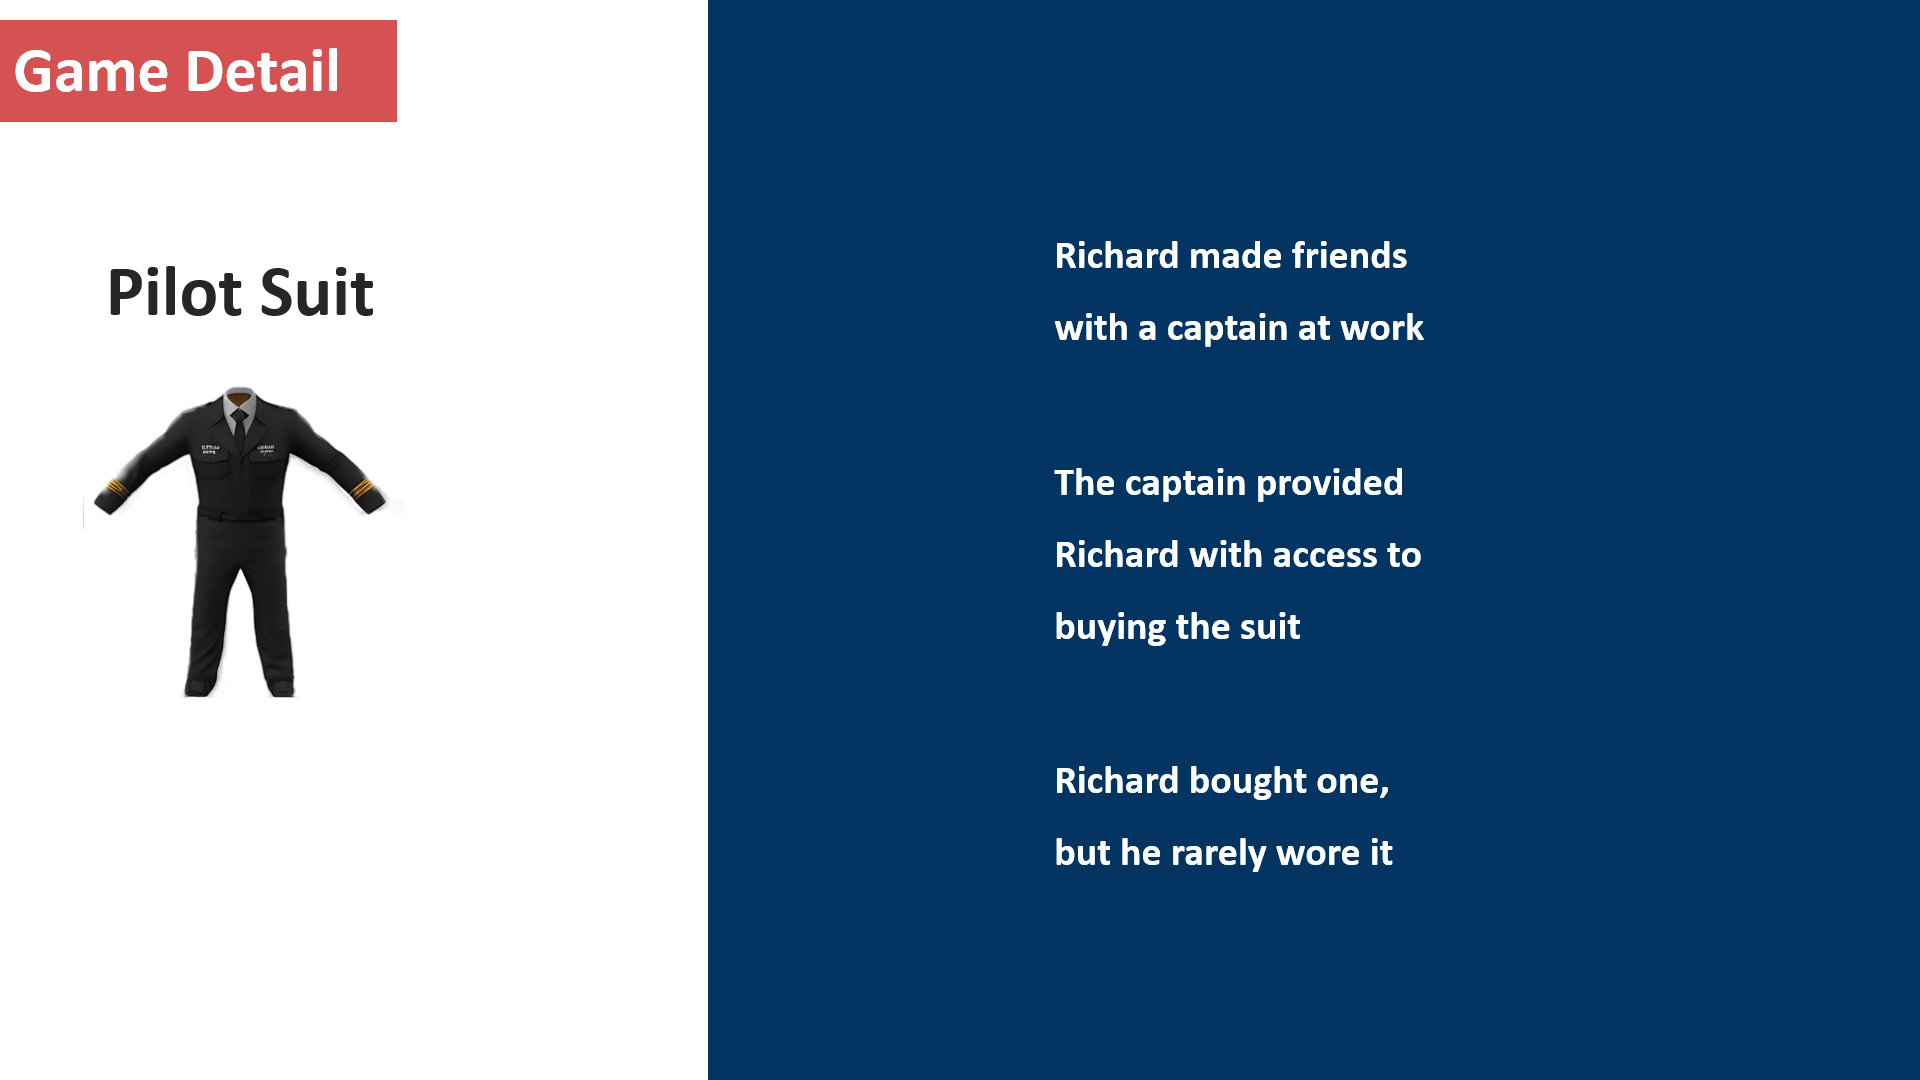 Game Detail
Pilot Suit
Richard made friends
with a captain at work
The captain provided
Richard with access to
buying the suit
Richard bought one,
but he rarely wore it